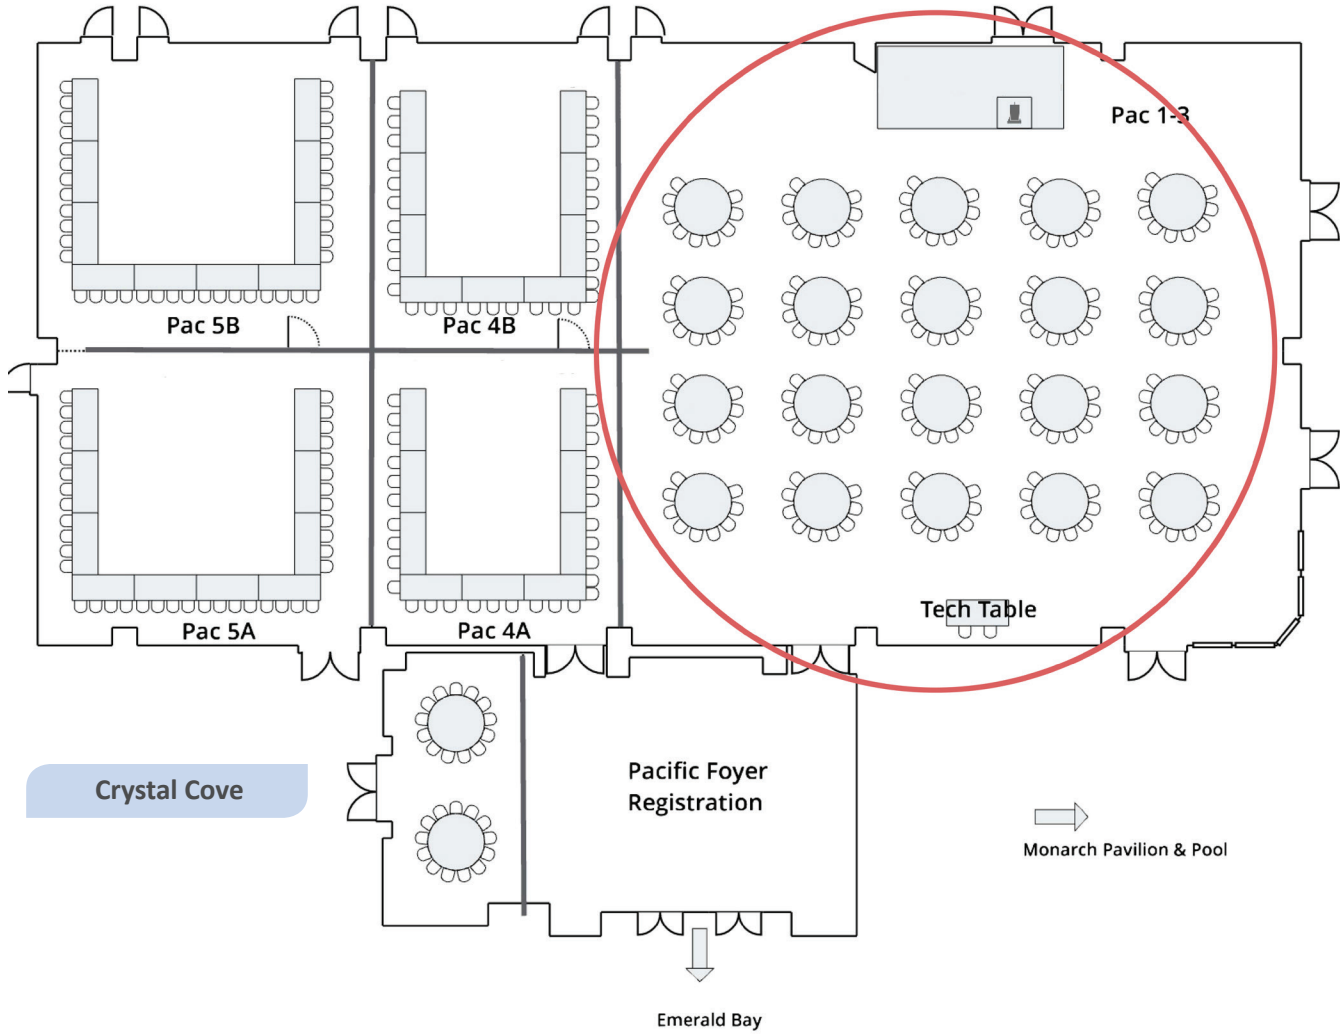 Pac 1-3
Pac 5B
Pac 4B
Tech Table
Pac 5A
Pac 4A
Crystal Cove
Pacific Foyer
Registration
Monarch Pavilion & Pool
Emerald Bay